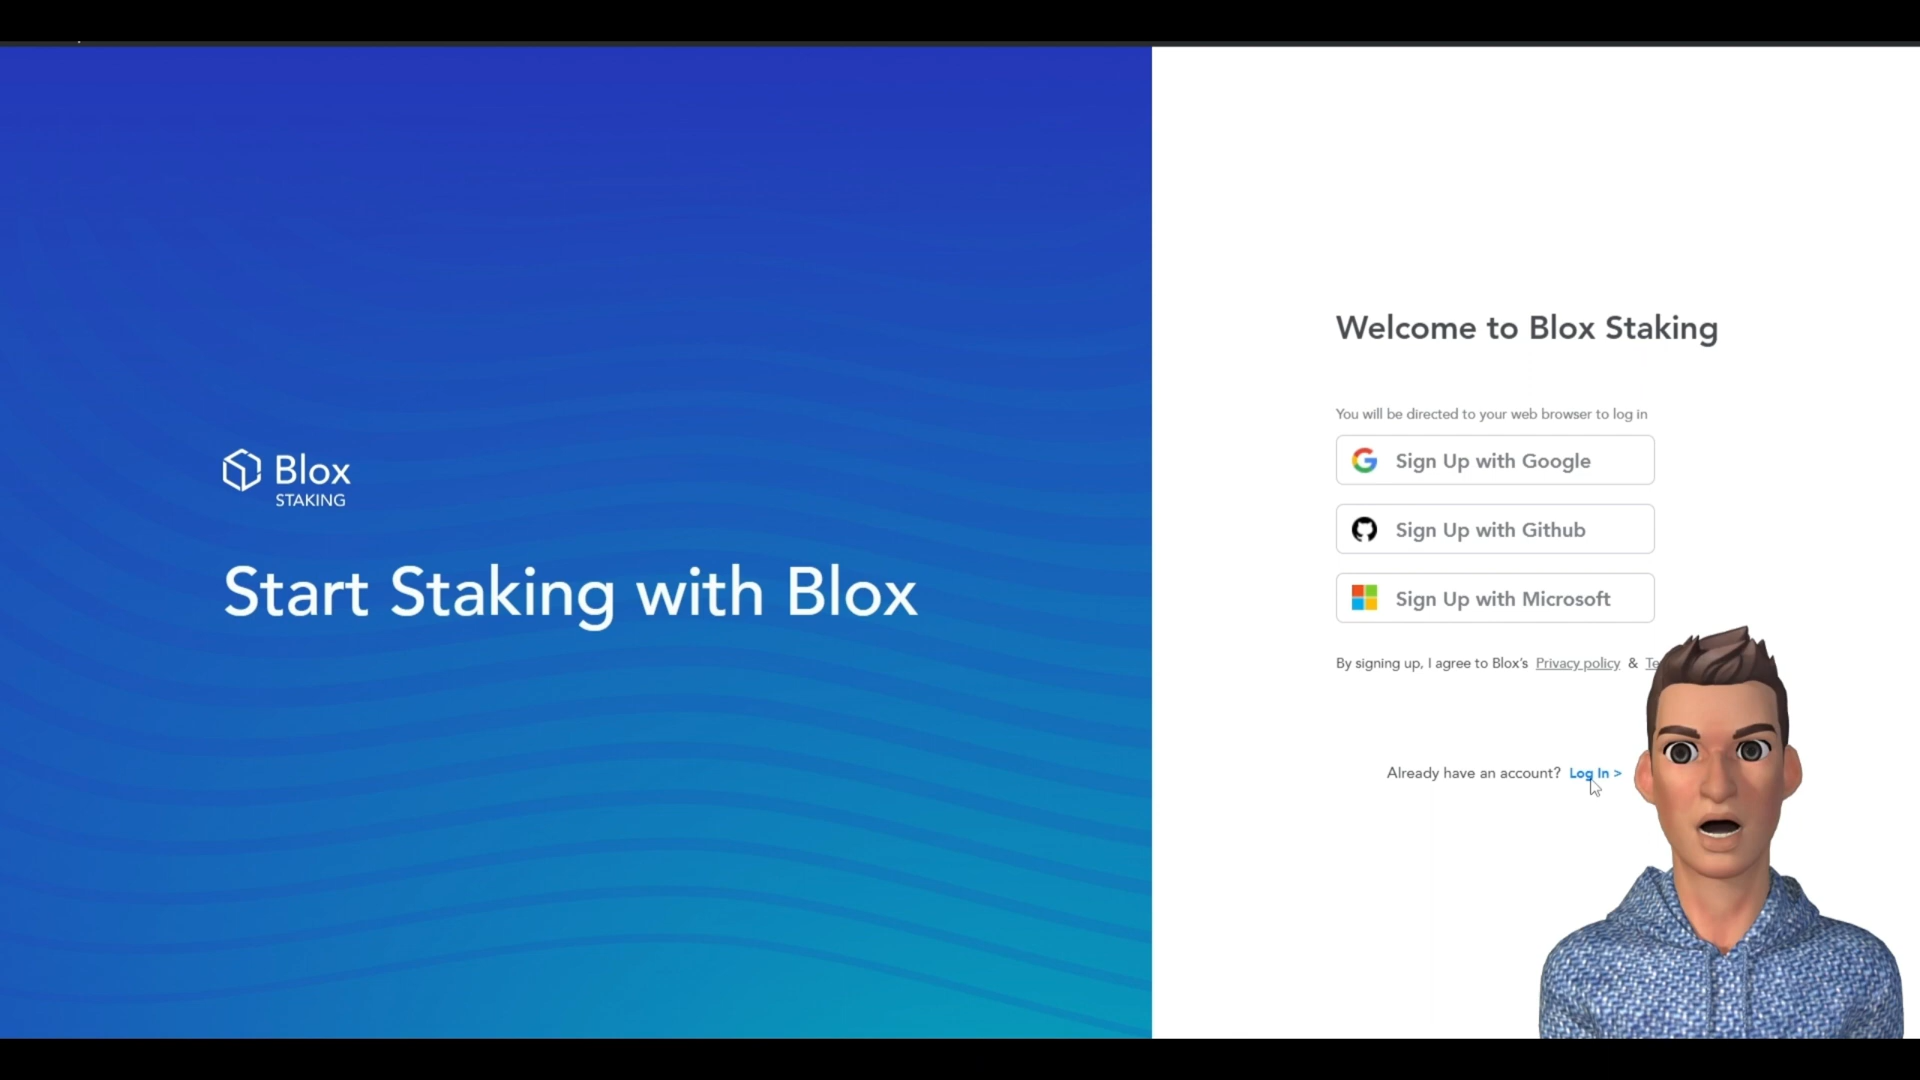 Blox
STAKING
Start Staking with Blox
Welcome to Blox Staking
You will be directed to your web browser to log in
Sign Up with Google
Sign Up with Github
Sign Up with Microsoft
By signing up, I agree to Blox's Privacy policy &
Already have an account? Log In >